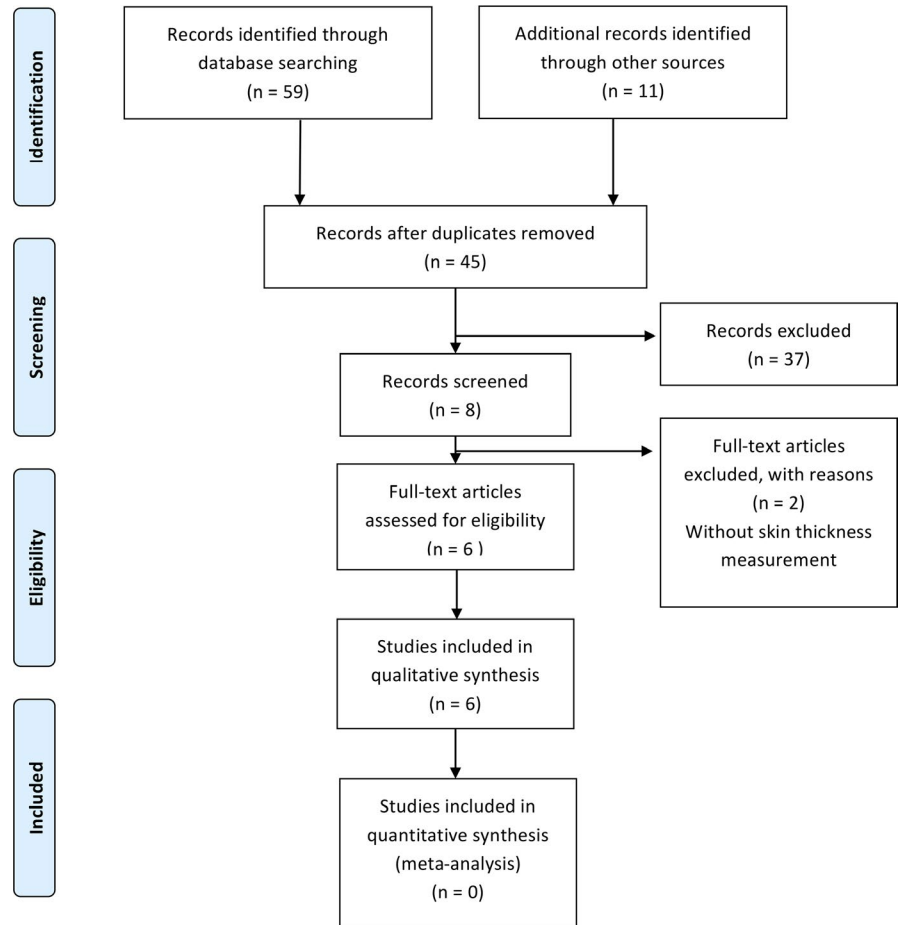 Identification
Records identified through
database searching
(n = 59)
Additional records identified
through other sources
(n = 11)
Records after duplicates removed
(n = 45)
Screening
Records excluded
(n = 37)
Records screened
(n = 8)
Full-text articles
excluded, with reasons
(n = 2)
Without skin thickness
measurement
Eligibility
Full-text articles
assessed for eligibility
(n = 6 )
Studies included in
qualitative synthesis
(n = 6)
Included
Studies included in
quantitative synthesis
(meta-analysis)
(n = 0)